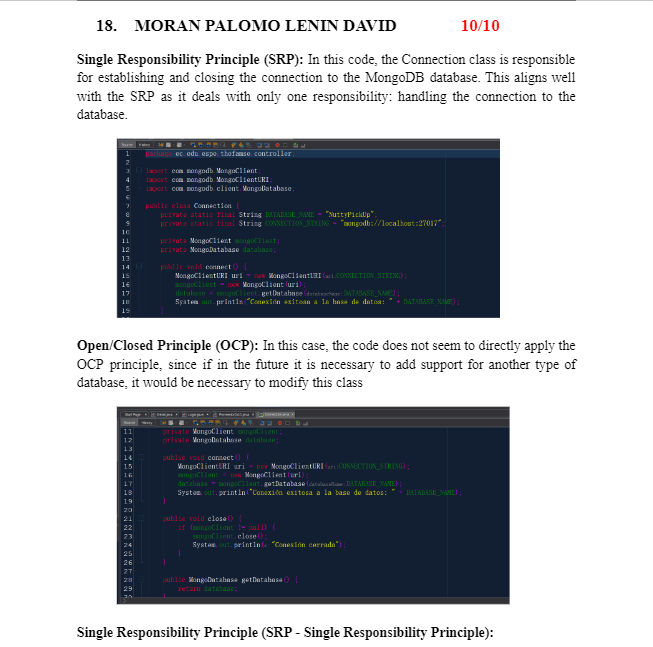 18. MORAN PALOMO LENIN DAVID 10/10
Single Responsibility Principle (SRP): In this code, the Connection class is responsible
for establishing and closing the connection to the MongoDB database. This aligns well
with the SRP as it deals with only one responsibility: handling the connection to the
database.
Source History
1 package ec.edu.espe.thefamse.controller
2
3 import com.mongodb.MongoClient;
4 import com.mongodb.MongoClientURI;
5 import com.mongodb.client.MongoDatabase;
6
7 public class Connection {
8 private static final String DATABASE_NAME = "NuttyPickUp";
9 private static final String CONNECTION_STRING = "mongodb://localhost:27017";
10
11 private MongoClient mongoClient;
12 private MongoDatabase database;
13
14 public void connect() {
15 MongoClientURI uri = new MongoClientURI(uri:CONNECTION_STRING);
16 mongoClient = new MongoClient(uri);
17 database = mongoClient.getDatabase(databaseName:DATABASE_NAME);
18 System.out.println("Conexión exitosa a la base de datos: " + DATABASE_NAME);
19 }
Open/Closed Principle (OCP): In this case, the code does not seem to directly apply the
OCP principle, since if in the future it is necessary to add support for another type of
database, it would be necessary to modify this class
Start Page
Source History
11 private MongoClient mongoClient;
12 private MongoDatabase database;
13
14 public void connect() {
15 MongoClientURI uri = new MongoClientURI(uri:CONNECTION_STRING);
16 mongoClient = new MongoClient(uri);
17 database = mongoClient.getDatabase(databaseName:DATABASE_NAME);
18 System.out.println("Conexión exitosa a la base de datos: " + DATABASE_NAME);
19 }
20
21 public void close() {
22 if (mongoClient != null) {
23 mongoClient.close();
24 System.out.println(x: "Conexión cerrada");
25 }
26 }
27
28 public MongoDatabase getDatabase() {
29 return database;
30 }
Single Responsibility Principle (SRP - Single Responsibility Principle):